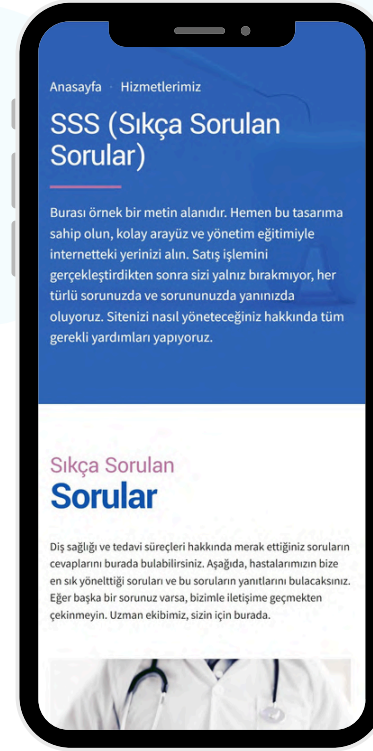 Anasayfa · Hizmetlerimiz
SSS (Sıkça Sorulan
Sorular)
Burası örnek bir metin alanıdır. Hemen bu tasarıma
sahip olun, kolay arayüz ve yönetim eğitimiyle
internetteki yerinizi alın. Satış işlemini
gerçekleştirdikten sonra sizi yalnız bırakmıyor, her
türlü sorunuzda ve sorununuzda yanınızda
oluyoruz. Sitenizi nasıl yöneteceğiniz hakkında tüm
gerekli yardımları yapıyoruz.
Sıkça Sorulan
Sorular
Diş sağlığı ve tedavi süreçleri hakkında merak ettiğiniz soruların
cevaplarını burada bulabilirsiniz. Aşağıda, hastalarımızın bize
en sık yönelttiği soruları ve bu soruların yanıtlarını bulacaksınız.
Eğer başka bir sorunuz varsa, bizimle iletişime geçmekten
çekinmeyin. Uzman ekibimiz, sizin için burada.